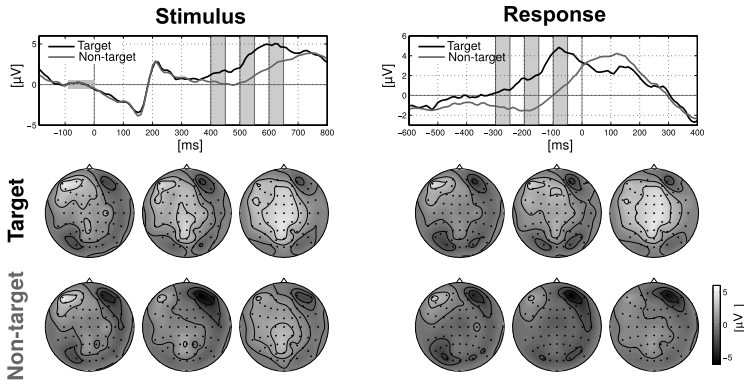 Stimulus
5
0
−5
[µV]
Target
Non-target
−100 0 100 200 300 400 500 600 700 800
[ms]
Response
6
4
2
0
−2
[µV]
Target
Non-target
−600 −500 −400 −300 −200 −100 0 100 200 300 400
[ms]
Target
Non-target
5
0
−5
[µV]